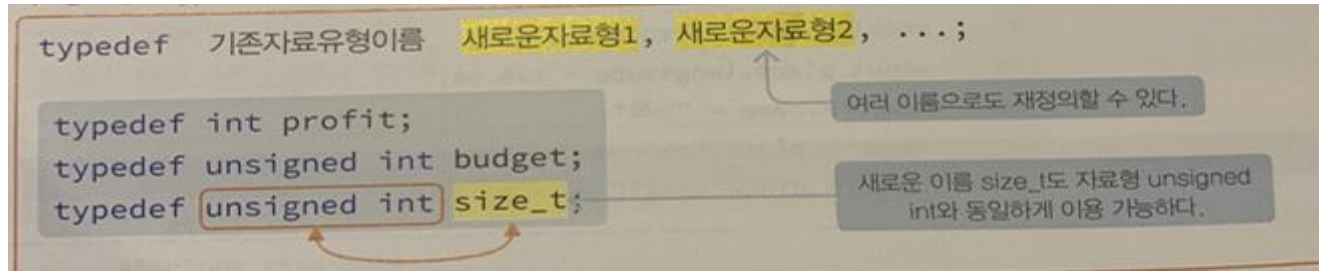 typedef 기존자료유형이름 새로운자료형1, 새로운자료형2, ...;
여러 이름으로도 재정의할 수 있다.
typedef int profit;
typedef unsigned int budget;
typedef unsigned int size_t;
새로운 이름 size_t도 자료형 unsigned
int와 동일하게 이용 가능하다.